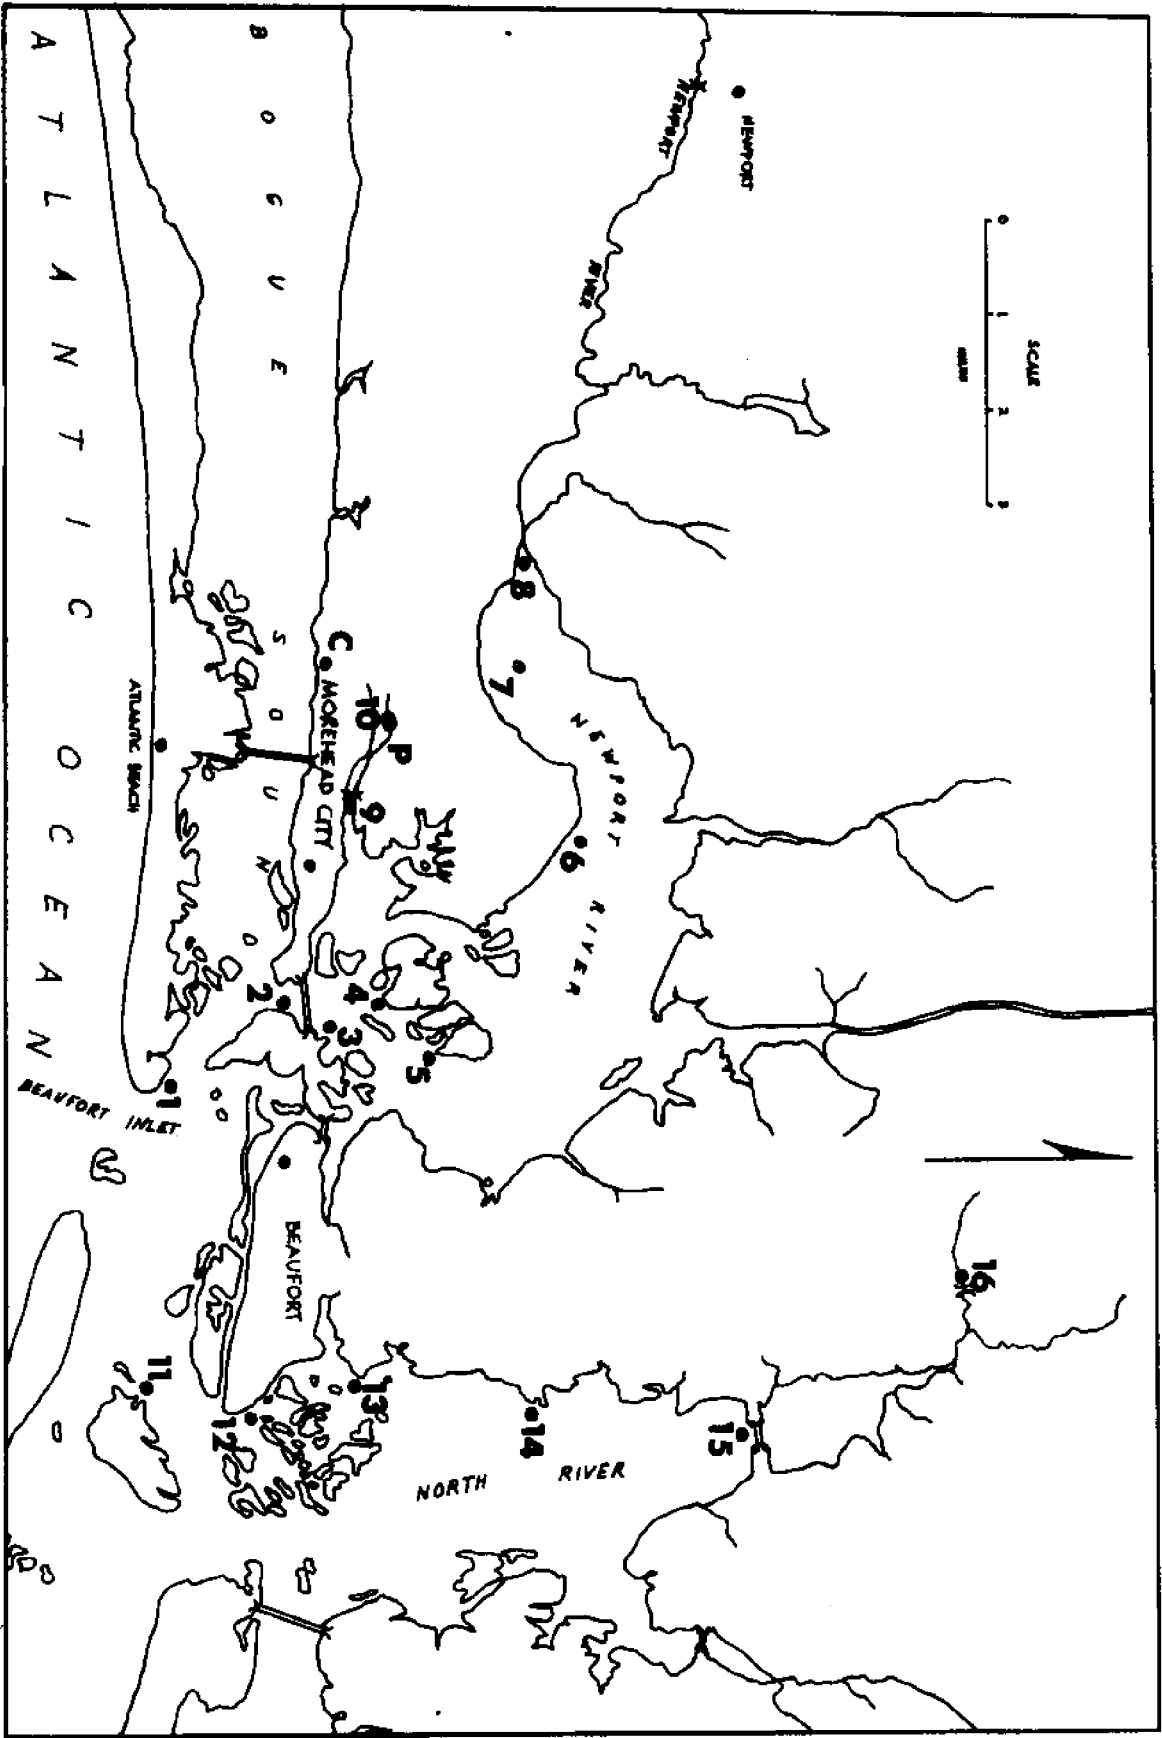 NEWPORT
NEWPORT
RIVER
0 1 2 3
SCALE
MILES
BOGUE
SOUND
ATLANTIC OCEAN
ATLANTIC BEACH
C
MOREHEAD CITY
10
P
9
8
7
6
NEWPORT RIVER
2
4
3
5
1
BEAUFORT INLET
BEAUFORT
16
11
12
13
14
15
NORTH RIVER